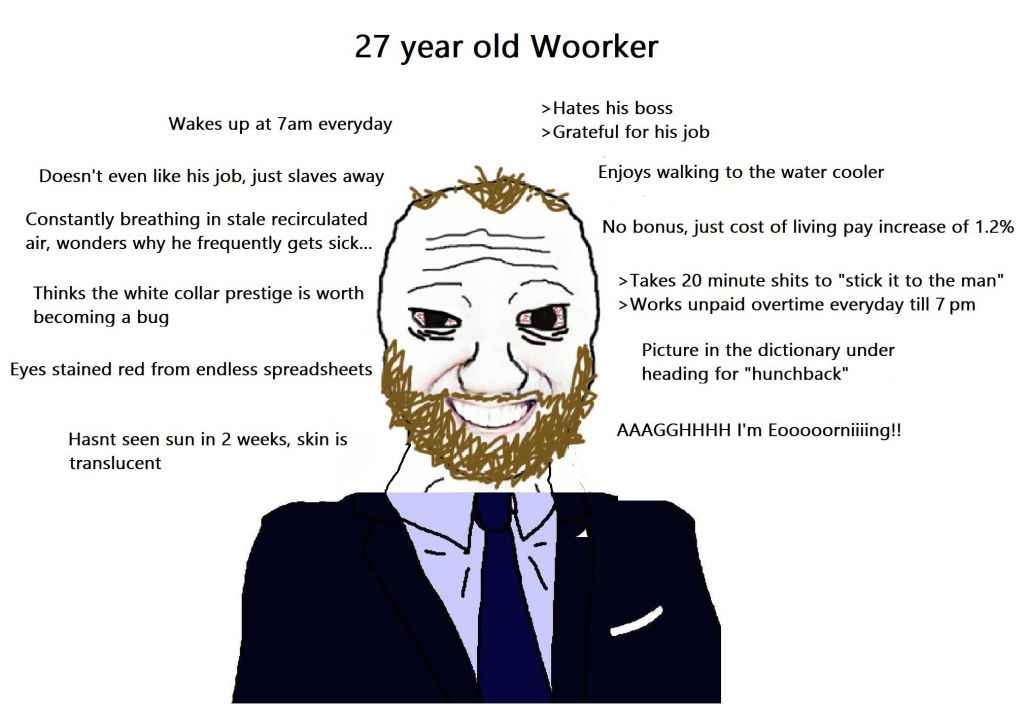 27 year old Woorker
Wakes up at 7am everyday
Doesn't even like his job, just slaves away
Constantly breathing in stale recirculated
air, wonders why he frequently gets sick...
Thinks the white collar prestige is worth
becoming a bug
Eyes stained red from endless spreadsheets
Hasnt seen sun in 2 weeks, skin is
translucent
>Hates his boss
>Grateful for his job
Enjoys walking to the water cooler
No bonus, just cost of living pay increase of 1.2%
>Takes 20 minute shits to "stick it to the man"
>Works unpaid overtime everyday till 7 pm
Picture in the dictionary under
heading for "hunchback"
AAAGGHHHH I'm Eooooorniiiing!!